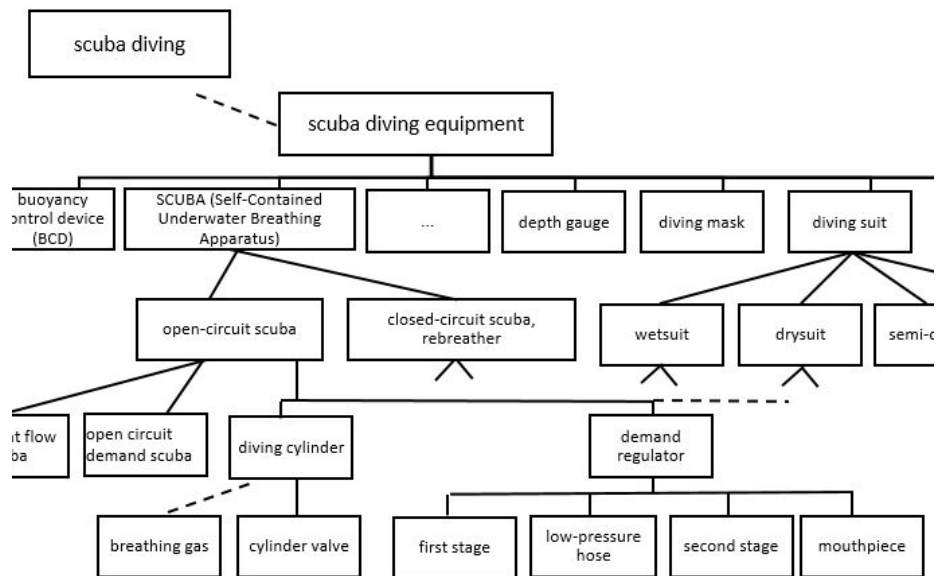 scuba diving
scuba diving equipment
buoyancy
control device
(BCD)
SCUBA (Self-Contained
Underwater Breathing
Apparatus)
...
depth gauge
diving mask
diving suit
open-circuit scuba
closed-circuit scuba,
rebreather
wetsuit
drysuit
flow
open circuit
demand scuba
diving cylinder
demand
regulator
breathing gas
cylinder valve
first stage
low-pressure
hose
second stage
mouthpiece